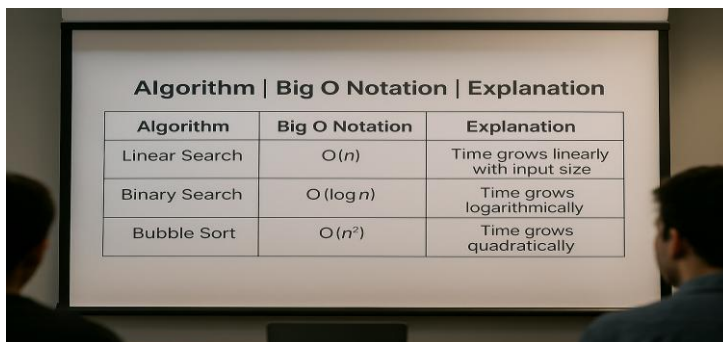 Algorithm | Big O Notation | Explanation
Algorithm Big O Notation Explanation
Linear Search O(n) Time grows linearly
with input size
Binary Search O(log n) Time grows
logarithmically
Bubble Sort O(n²) Time grows
quadratically